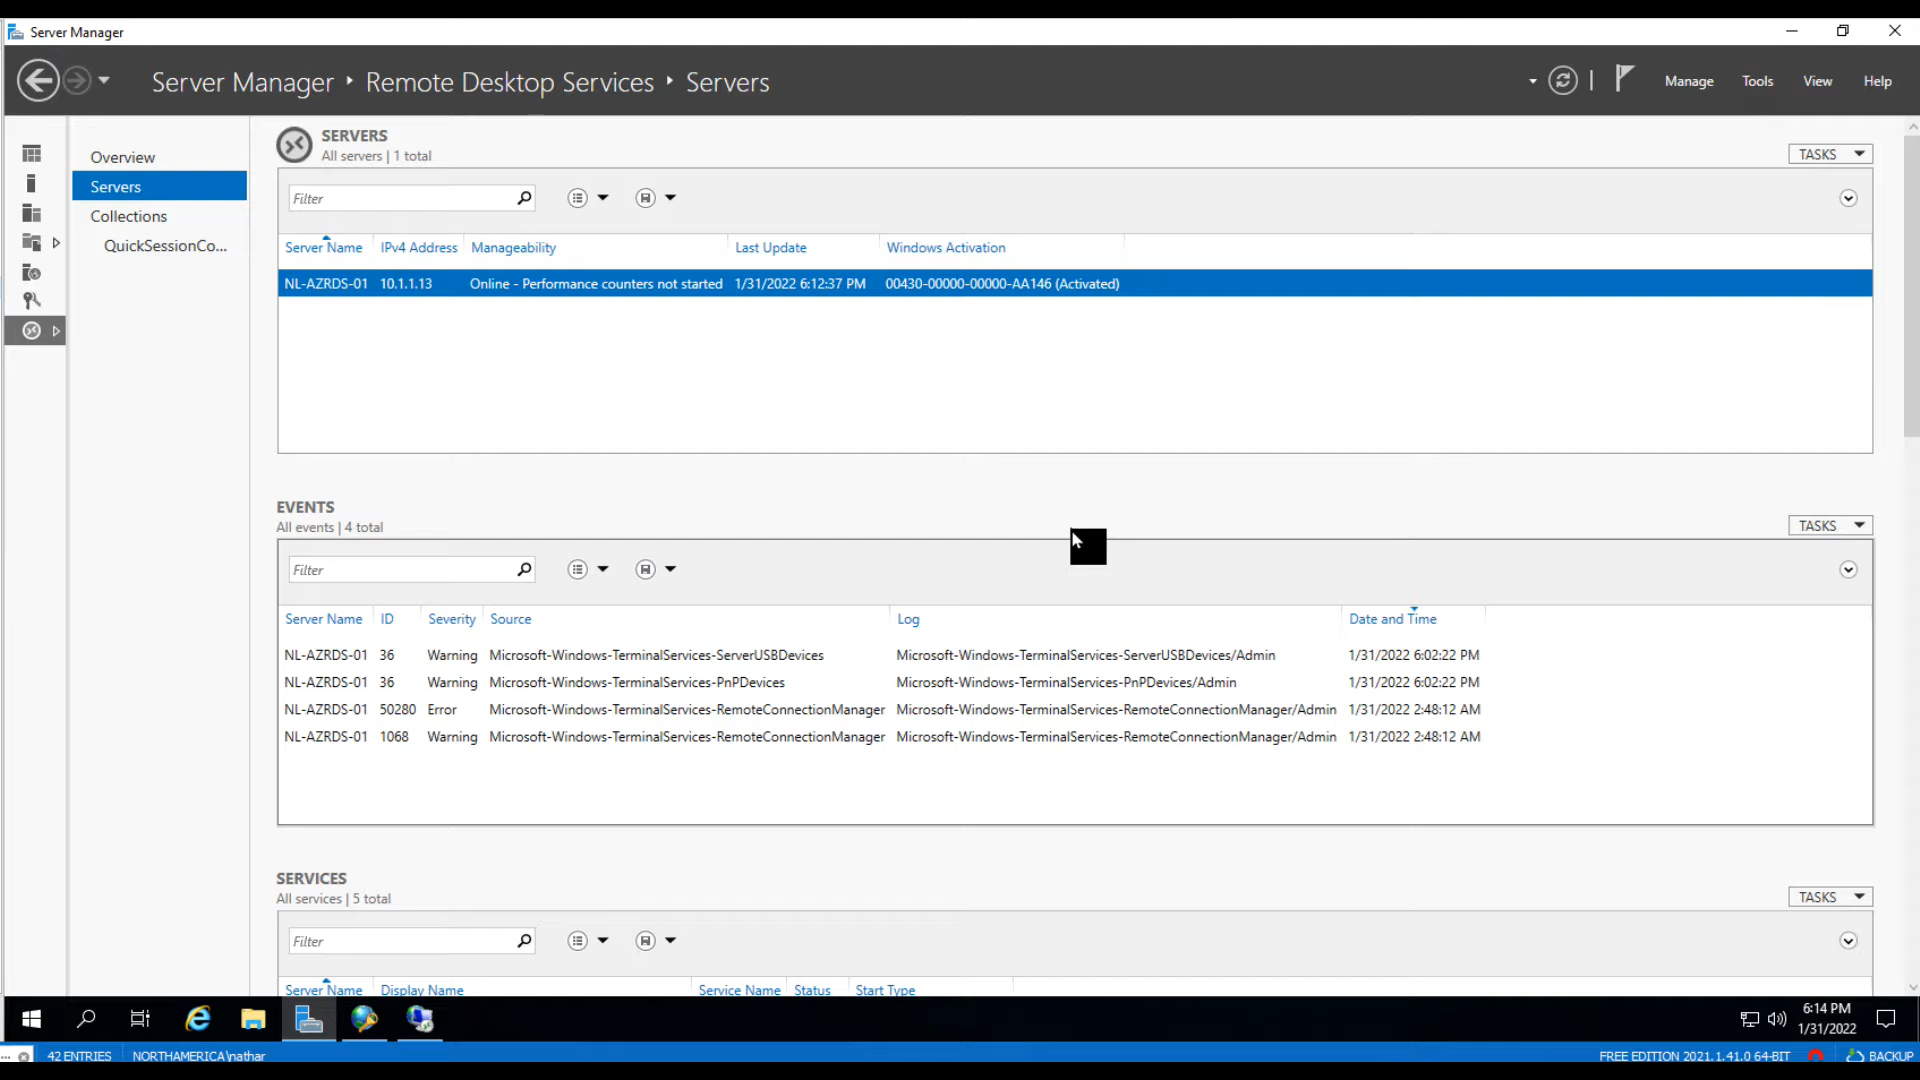 Server Manager
Server Manager ‣ Remote Desktop Services ‣ Servers
Manage Tools View Help
Overview
Servers
Collections
QuickSessionCo...
SERVERS
All servers | 1 total
TASKS
Filter
Server Name IPv4 Address Manageability Last Update Windows Activation
NL-AZRDS-01 10.1.1.13 Online - Performance counters not started 1/31/2022 6:12:37 PM 00430-00000-00000-AA146 (Activated)
EVENTS
All events | 4 total
TASKS
Filter
Server Name ID Severity Source Log Date and Time
NL-AZRDS-01 36 Warning Microsoft-Windows-TerminalServices-ServerUSBDevices Microsoft-Windows-TerminalServices-ServerUSBDevices/Admin 1/31/2022 6:02:22 PM
NL-AZRDS-01 36 Warning Microsoft-Windows-TerminalServices-PnPDevices Microsoft-Windows-TerminalServices-PnPDevices/Admin 1/31/2022 6:02:22 PM
NL-AZRDS-01 50280 Error Microsoft-Windows-TerminalServices-RemoteConnectionManager Microsoft-Windows-TerminalServices-RemoteConnectionManager/Admin 1/31/2022 2:48:12 AM
NL-AZRDS-01 1068 Warning Microsoft-Windows-TerminalServices-RemoteConnectionManager Microsoft-Windows-TerminalServices-RemoteConnectionManager/Admin 1/31/2022 2:48:12 AM
SERVICES
All services | 5 total
TASKS
Filter
Server Name Display Name Service Name Status Start Type
6:14 PM
1/31/2022
... 42 ENTRIES NORTHAMERICA\nathar FREE EDITION 2021.1.41.0 64-BIT BACKUP